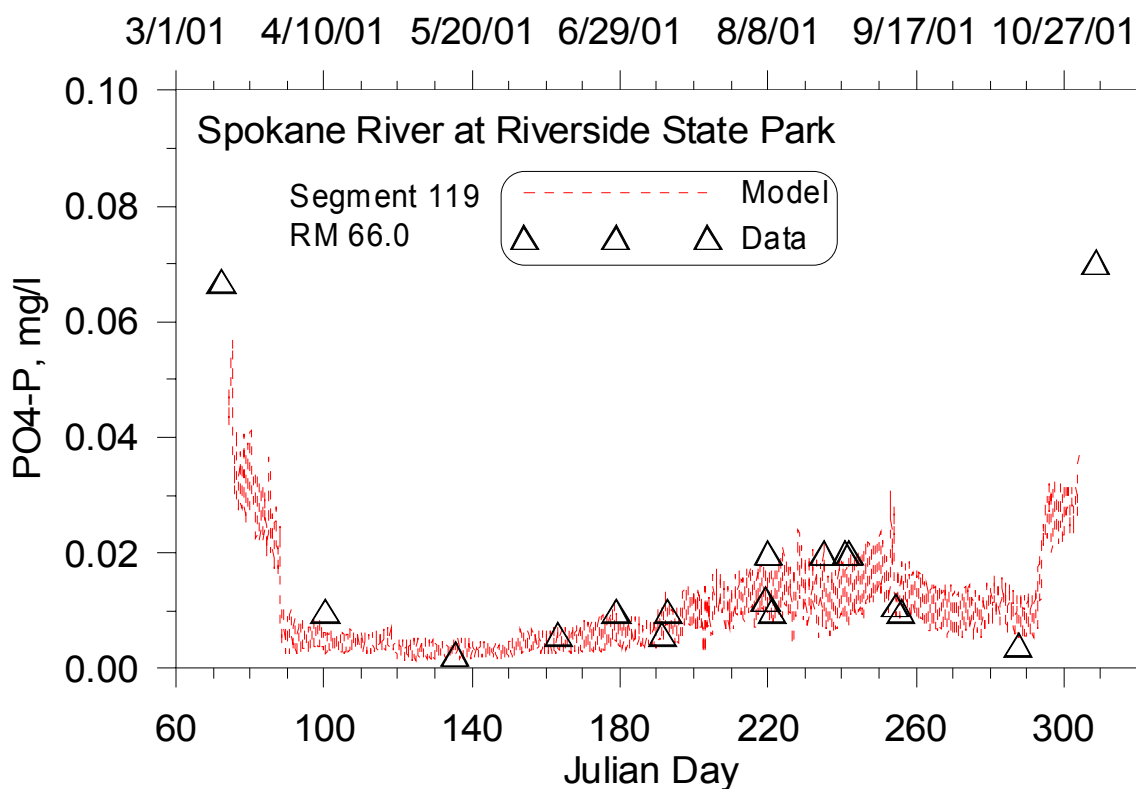 3/1/01 4/10/01 5/20/01 6/29/01 8/8/01 9/17/01 10/27/01
0.10
Spokane River at Riverside State Park
0.08
Segment 119
RM 66.0
Model
Data
0.06
PO4-P, mg/l
0.04
0.02
0.00
60 100 140 180 220 260 300
Julian Day